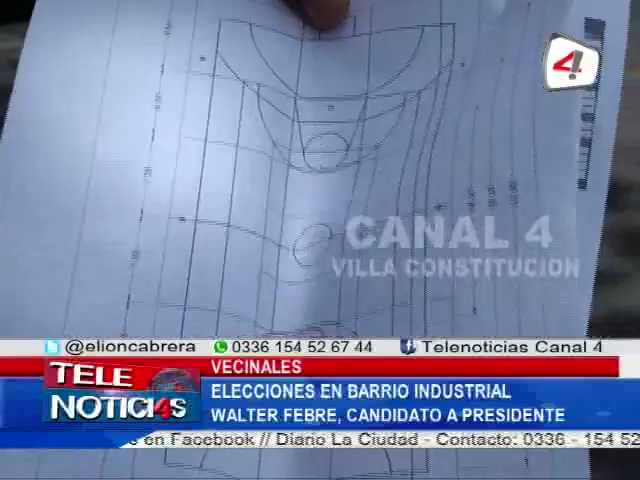 4!
CANAL 4
VILLA CONSTITUCION
@elioncabrera 0336 154 52 67 44 Telenoticias Canal 4
TELE
NOTICI4S
VECINALES
ELECCIONES EN BARRIO INDUSTRIAL
WALTER FEBRE, CANDIDATO A PRESIDENTE
s en Facebook // Diario La Ciudad - Contacto: 0336 - 154 52